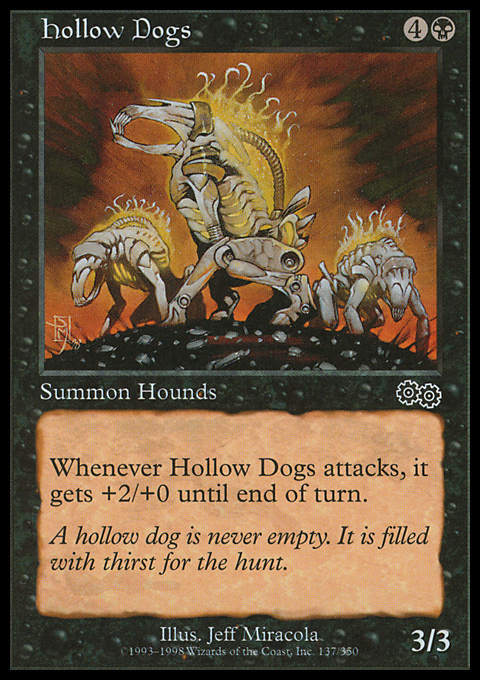 Hollow Dogs 4
Summon Hounds
Whenever Hollow Dogs attacks, it
gets +2/+0 until end of turn.
A hollow dog is never empty. It is filled
with thirst for the hunt.
Illus. Jeff Miracola
©1993–1998 Wizards of the Coast, Inc. 137/350
3/3